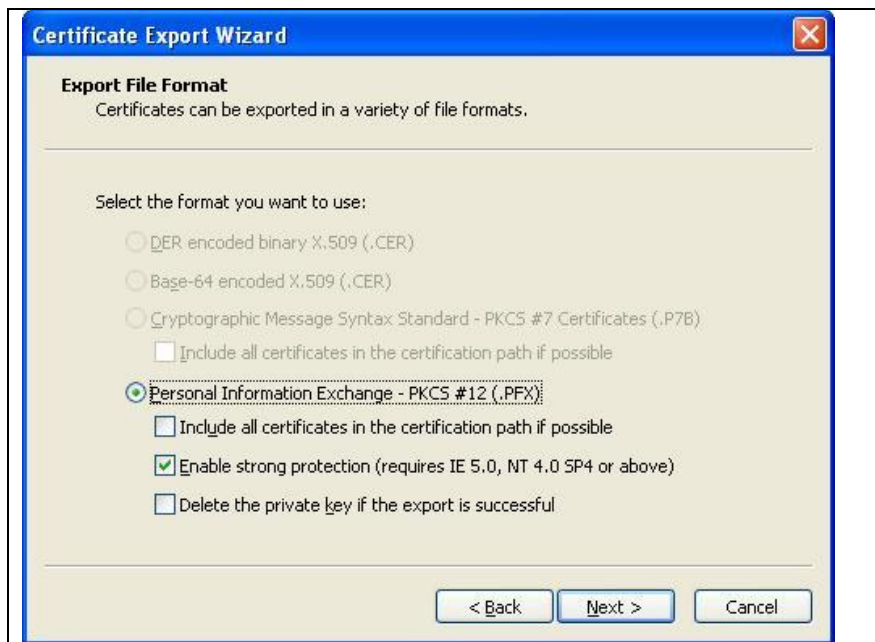 Certificate Export Wizard
Export File Format
Certificates can be exported in a variety of file formats.
Select the format you want to use:
DER encoded binary X.509 (.CER)
Base-64 encoded X.509 (.CER)
Cryptographic Message Syntax Standard - PKCS #7 Certificates (.P7B)
Include all certificates in the certification path if possible
Personal Information Exchange - PKCS #12 (.PFX)
Include all certificates in the certification path if possible
Enable strong protection (requires IE 5.0, NT 4.0 SP4 or above)
Delete the private key if the export is successful
< Back Next > Cancel